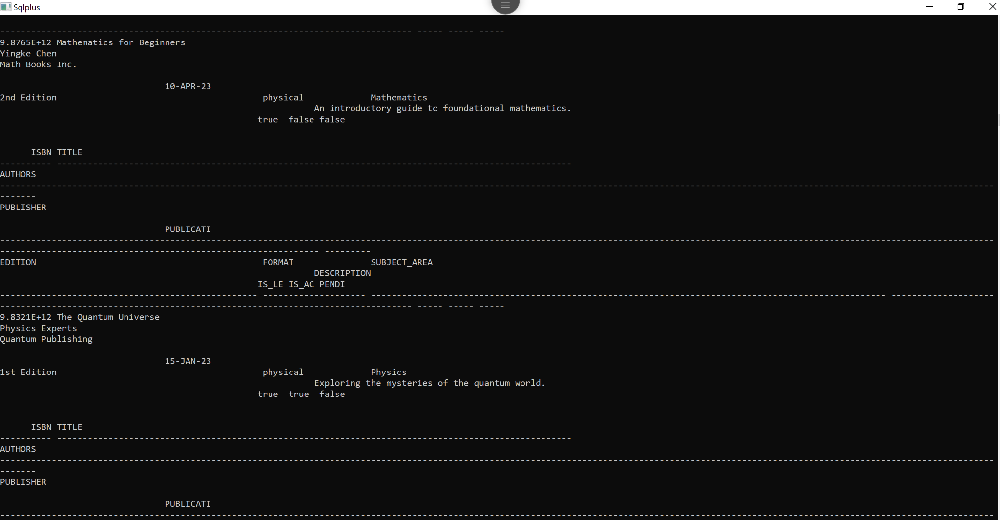 Sqlplus
9.8765E+12 Mathematics for Beginners
Yingke Chen
Math Books Inc.
10-APR-23
2nd Edition physical Mathematics
An introductory guide to foundational mathematics.
true false false
ISBN TITLE
AUTHORS
PUBLISHER
PUBLICATI
EDITION FORMAT SUBJECT_AREA
DESCRIPTION
IS_LE IS_AC PENDI
9.8321E+12 The Quantum Universe
Physics Experts
Quantum Publishing
15-JAN-23
1st Edition physical Physics
Exploring the mysteries of the quantum world.
true true false
ISBN TITLE
AUTHORS
PUBLISHER
PUBLICATI